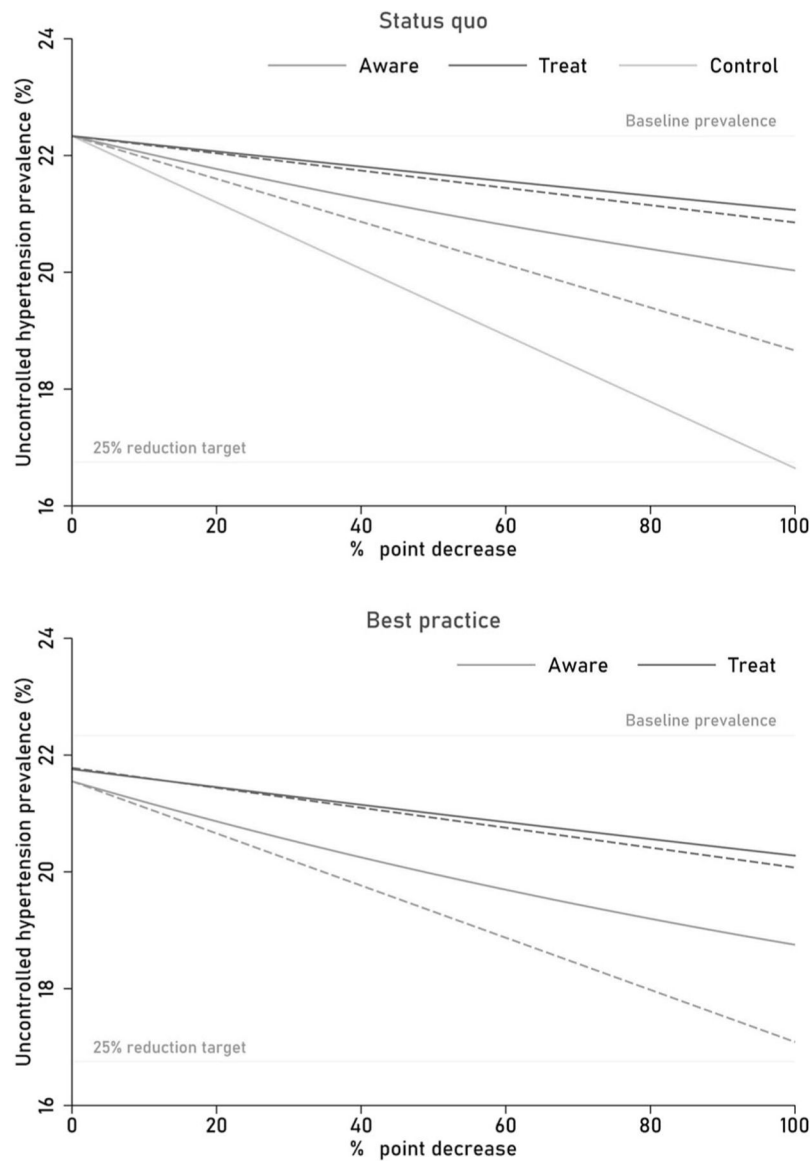 Status quo
24
Aware Treat Control
Baseline prevalence
22
Uncontrolled hypertension prevalence (%)
20
18
25% reduction target
16
0 20 40 60 80 100
% point decrease
Best practice
24
Aware Treat
Baseline prevalence
22
Uncontrolled hypertension prevalence (%)
20
18
25% reduction target
16
0 20 40 60 80 100
% point decrease